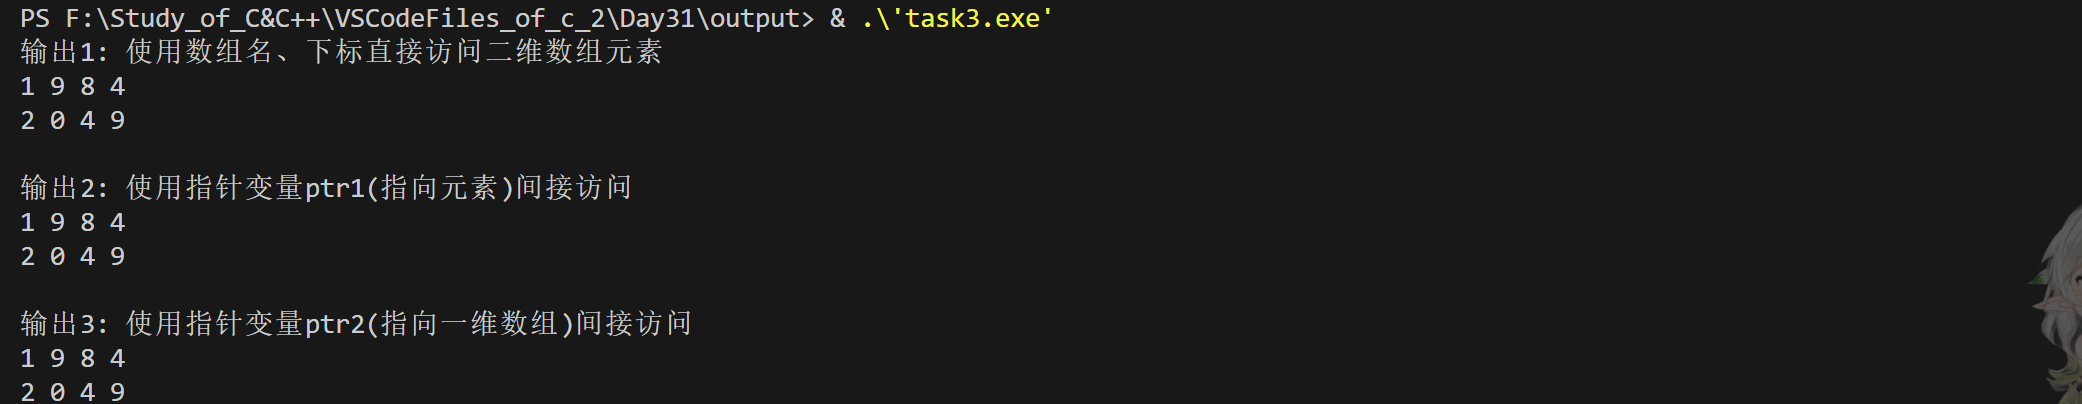 PS F:\Study_of_C&C++\VSCodeFiles_of_c_2\Day31\output> & .\'task3.exe'
输出1: 使用数组名、下标直接访问二维数组元素
1 9 8 4
2 0 4 9
输出2: 使用指针变量ptr1(指向元素)间接访问
1 9 8 4
2 0 4 9
输出3: 使用指针变量ptr2(指向一维数组)间接访问
1 9 8 4
2 0 4 9